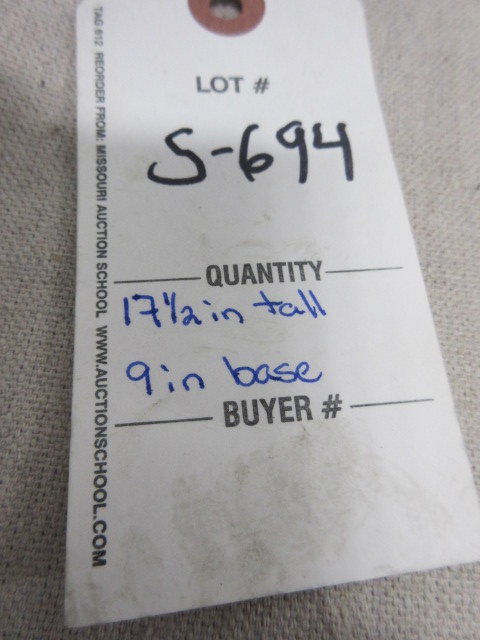 LOT #
S-694
QUANTITY
17½ in tall
9 in base
BUYER #
TAG 612 REORDER FROM: MISSOURI AUCTION SCHOOL WWW.AUCTIONSCHOOL.COM